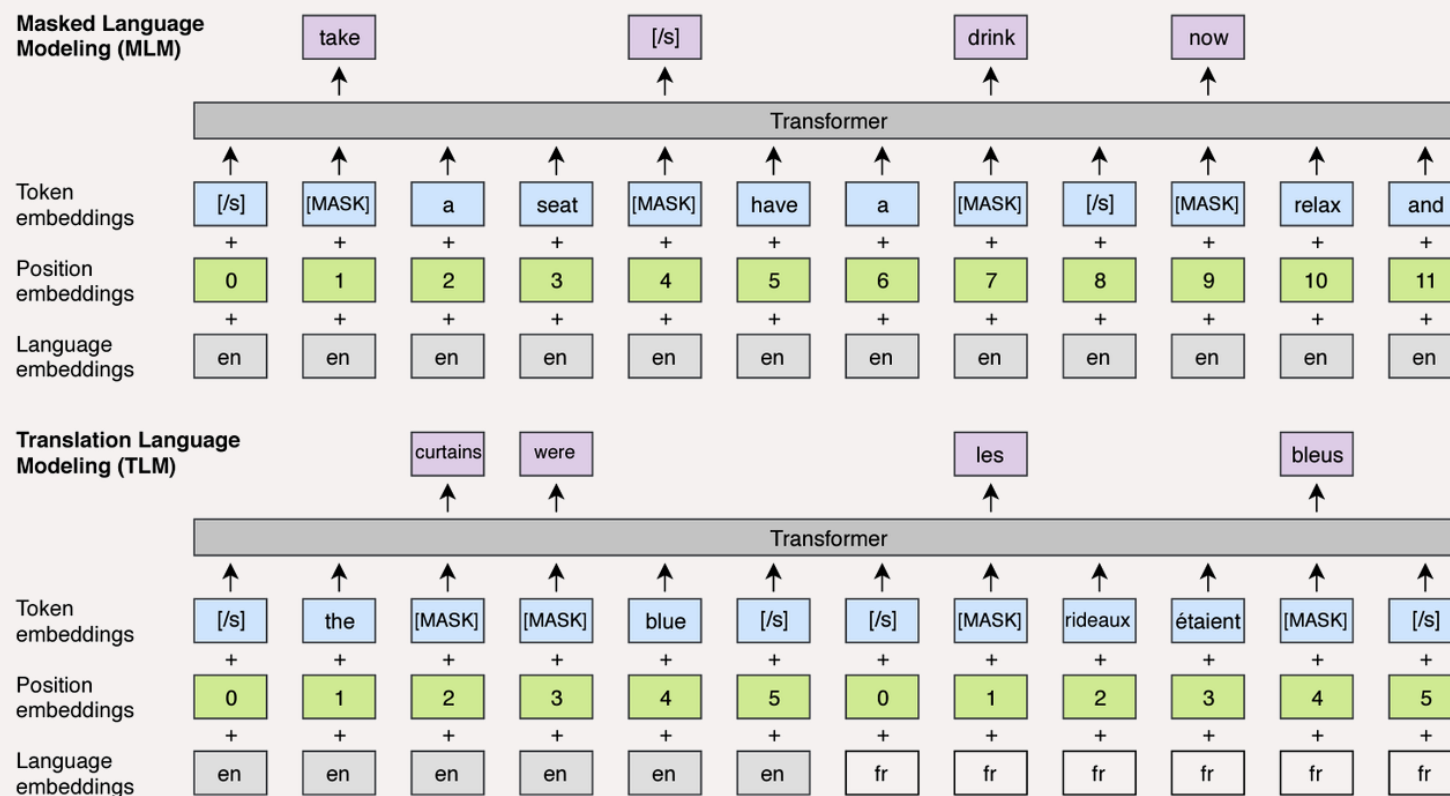 Masked Language
Modeling (MLM)
take [/s] drink now
Transformer
Token
embeddings
[/s] [MASK] a seat [MASK] have a [MASK] [/s] [MASK] relax and
+ + + + + + + + + + + +
Position
embeddings
0 1 2 3 4 5 6 7 8 9 10 11
+ + + + + + + + + + + +
Language
embeddings
en en en en en en en en en en en en
Translation Language
Modeling (TLM)
curtains were les bleus
Transformer
Token
embeddings
[/s] the [MASK] [MASK] blue [/s] [/s] [MASK] rideaux étaient [MASK] [/s]
+ + + + + + + + + + + +
Position
embeddings
0 1 2 3 4 5 0 1 2 3 4 5
+ + + + + + + + + + + +
Language
embeddings
en en en en en en fr fr fr fr fr fr